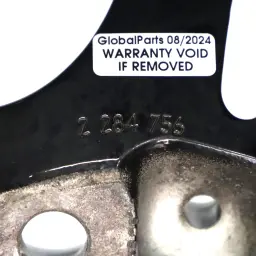 GlobalParts 08/2024
WARRANTY VOID
IF REMOVED
2 284 756